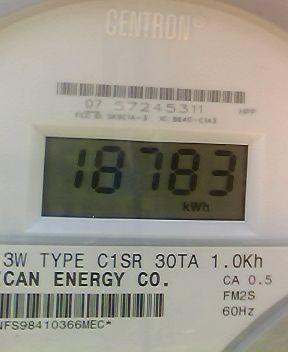 CENTRON®
07 57245311
HPP
18783
kWh
3W TYPE C1SR 30TA 1.0Kh
CAN ENERGY CO.
CA 0.5
FM2S
60Hz
NFS98410366MEC*